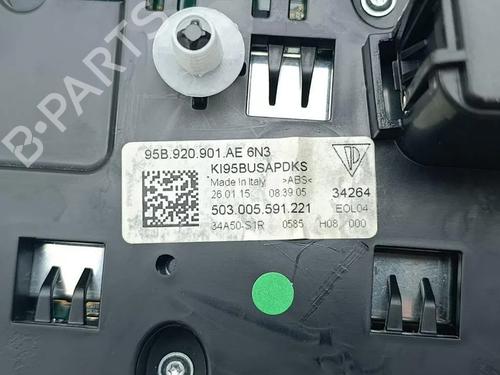 B-Parts
95B.920.901.AE 6N3
KI95BUSAPDKS
Made in Italy >ABS<
26 01 15 08 39 05 34264
503.005.591.221 EOL04
34A50-S1R 0585 H08 000